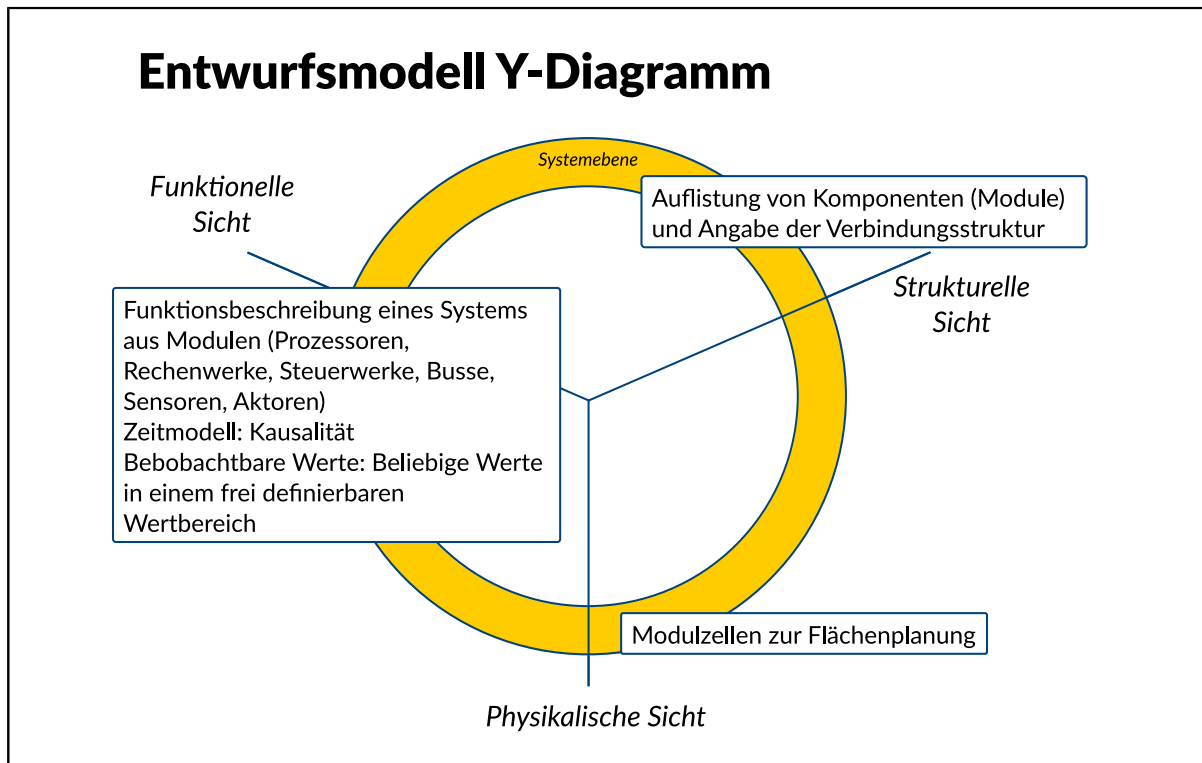 Entwurfsmodell Y-Diagramm
Systemebene
Funktionelle
Sicht
Auflistung von Komponenten (Module)
und Angabe der Verbindungsstruktur
Strukturelle
Sicht
Funktionsbeschreibung eines Systems
aus Modulen (Prozessoren,
Rechenwerke, Steuerwerke, Busse,
Sensoren, Aktoren)
Zeitmodell: Kausalität
Bebobachtbare Werte: Beliebige Werte
in einem frei definierbaren
Wertbereich
Modulzellen zur Flächenplanung
Physikalische Sicht